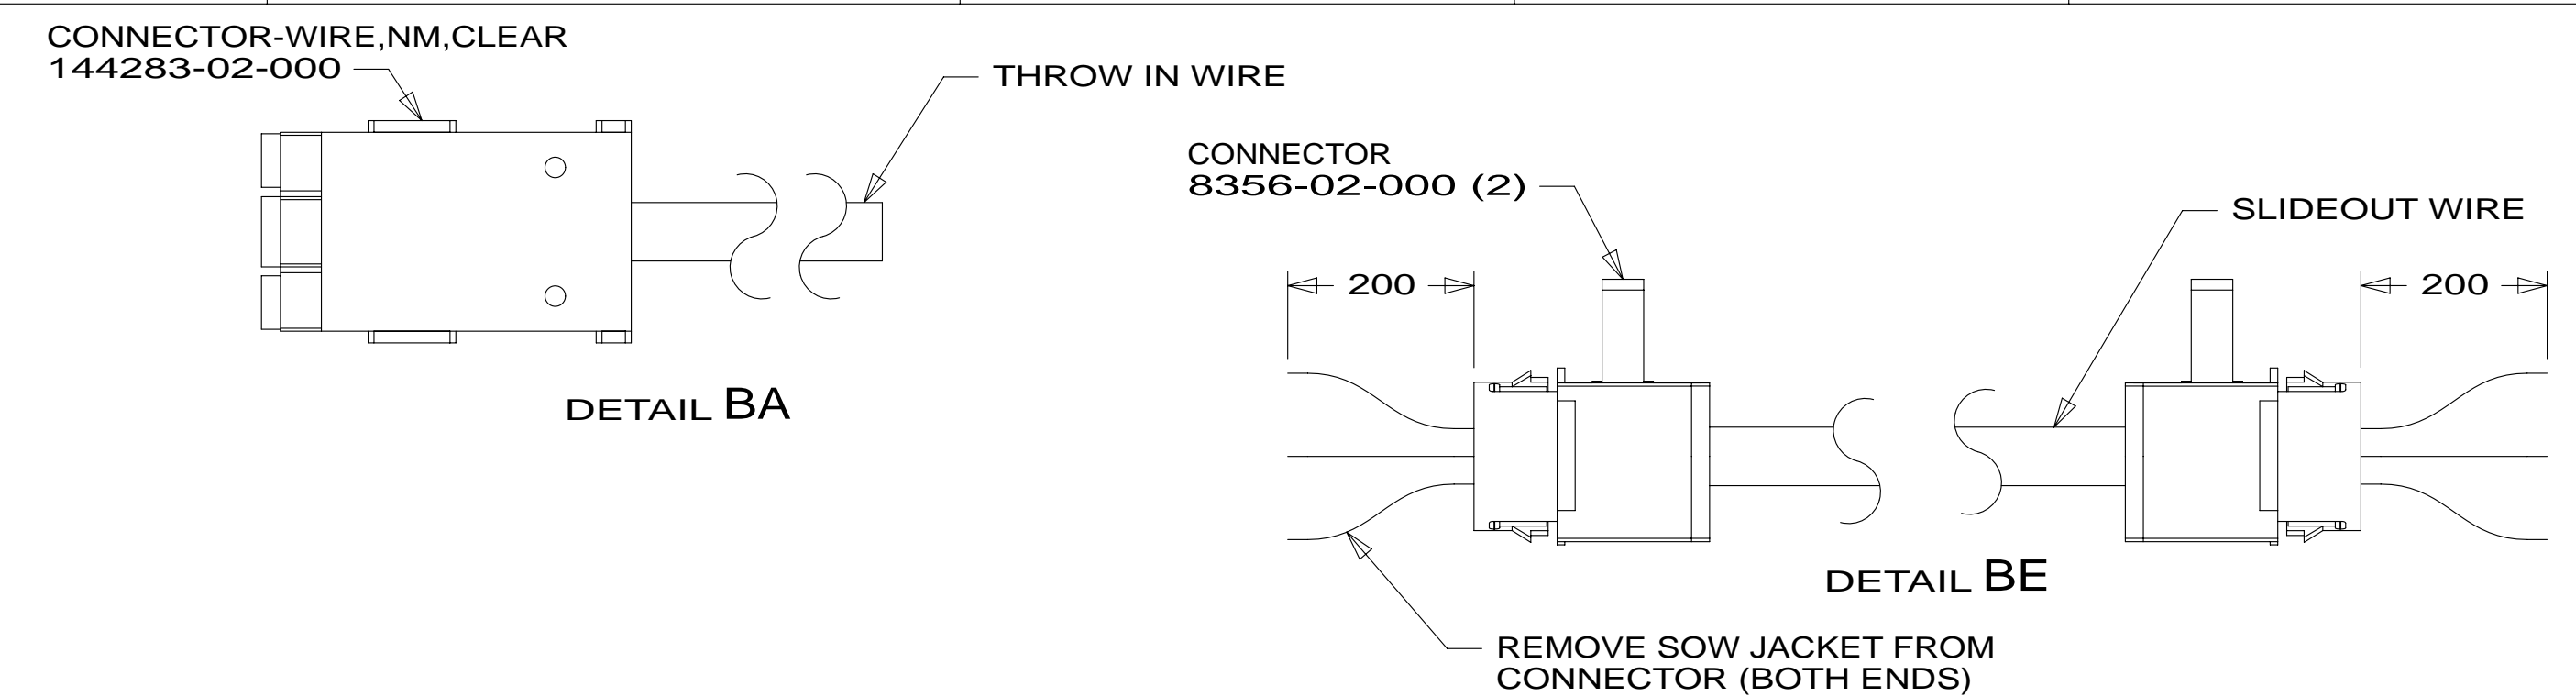 CONNECTOR-WIRE,NM,CLEAR
144283-02-000
THROW IN WIRE
DETAIL BA
CONNECTOR
8356-02-000 (2)
SLIDEOUT WIRE
200
200
DETAIL BE
REMOVE SOW JACKET FROM
CONNECTOR (BOTH ENDS)